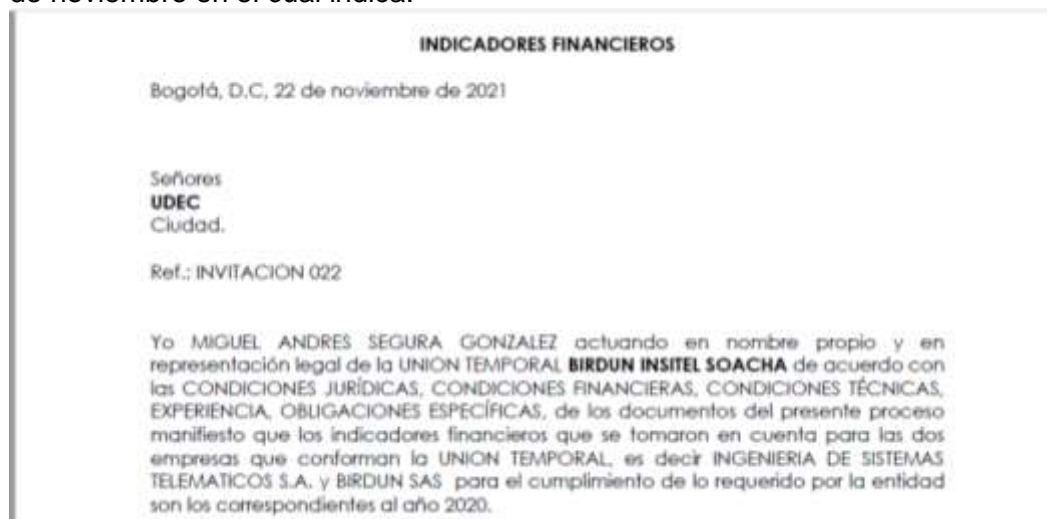 de noviembre en el cual indica:
INDICADORES FINANCIEROS
Bogotá, D.C, 22 de noviembre de 2021
Señores
UDEC
Ciudad.
Ref.: INVITACION 022
Yo MIGUEL ANDRES SEGURA GONZALEZ actuando en nombre propio y en
representación legal de la UNION TEMPORAL BIRDUN INSITEL SOACHA de acuerdo con
las CONDICIONES JURÍDICAS, CONDICIONES FINANCIERAS, CONDICIONES TÉCNICAS,
EXPERIENCIA, OBLIGACIONES ESPECÍFICAS, de los documentos del presente proceso
manifiesto que los indicadores financieros que se tomaron en cuenta para las dos
empresas que conforman la UNION TEMPORAL, es decir INGENIERIA DE SISTEMAS
TELEMATICOS S.A. y BIRDUN SAS para el cumplimiento de lo requerido por la entidad
son los correspondientes al año 2020.